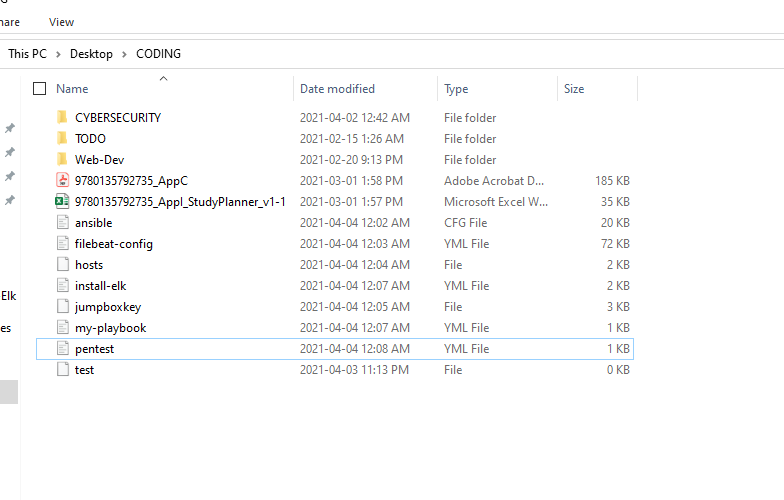 View
This PC > Desktop > CODING
Name Date modified Type Size
CYBERSECURITY 2021-04-02 12:42 AM File folder
TODO 2021-02-15 1:26 AM File folder
Web-Dev 2021-02-20 9:13 PM File folder
9780135792735_AppC 2021-03-01 1:58 PM Adobe Acrobat D... 185 KB
9780135792735_AppI_StudyPlanner_v1-1 2021-03-01 1:57 PM Microsoft Excel W... 35 KB
ansible 2021-04-04 12:02 AM CFG File 20 KB
filebeat-config 2021-04-04 12:03 AM YML File 72 KB
hosts 2021-04-04 12:04 AM File 2 KB
Elk
install-elk 2021-04-04 12:07 AM YML File 2 KB
jumpboxkey 2021-04-04 12:05 AM File 3 KB
es
my-playbook 2021-04-04 12:07 AM YML File 1 KB
pentest 2021-04-04 12:08 AM YML File 1 KB
test 2021-04-03 11:13 PM File 0 KB